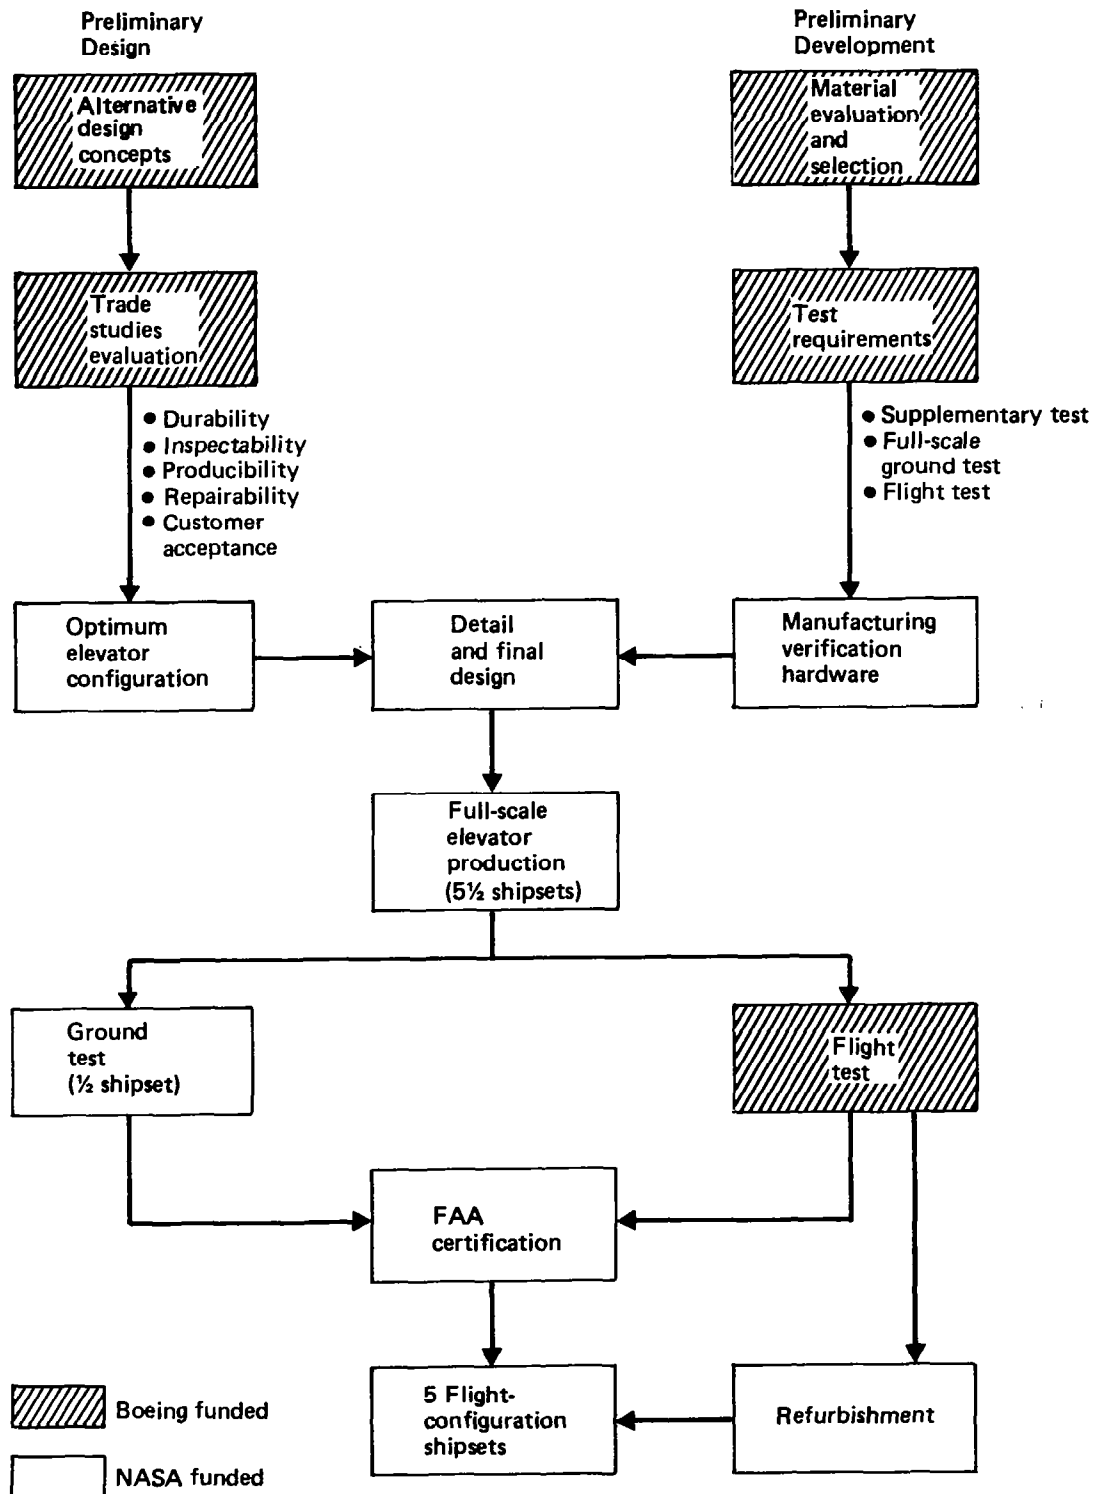 Preliminary
Design
Preliminary
Development
Alternative
design
concepts
Material
evaluation
and
selection
Trade
studies
evaluation
Test
requirements
● Durability
● Inspectability
● Producibility
● Repairability
● Customer
acceptance
● Supplementary test
● Full-scale
ground test
● Flight test
Optimum
elevator
configuration
Detail
and final
design
Manufacturing
verification
hardware
Full-scale
elevator
production
(5½ shipsets)
Ground
test
(½ shipset)
Flight
test
FAA
certification
5 Flight-
configuration
shipsets
Refurbishment
Boeing funded
NASA funded